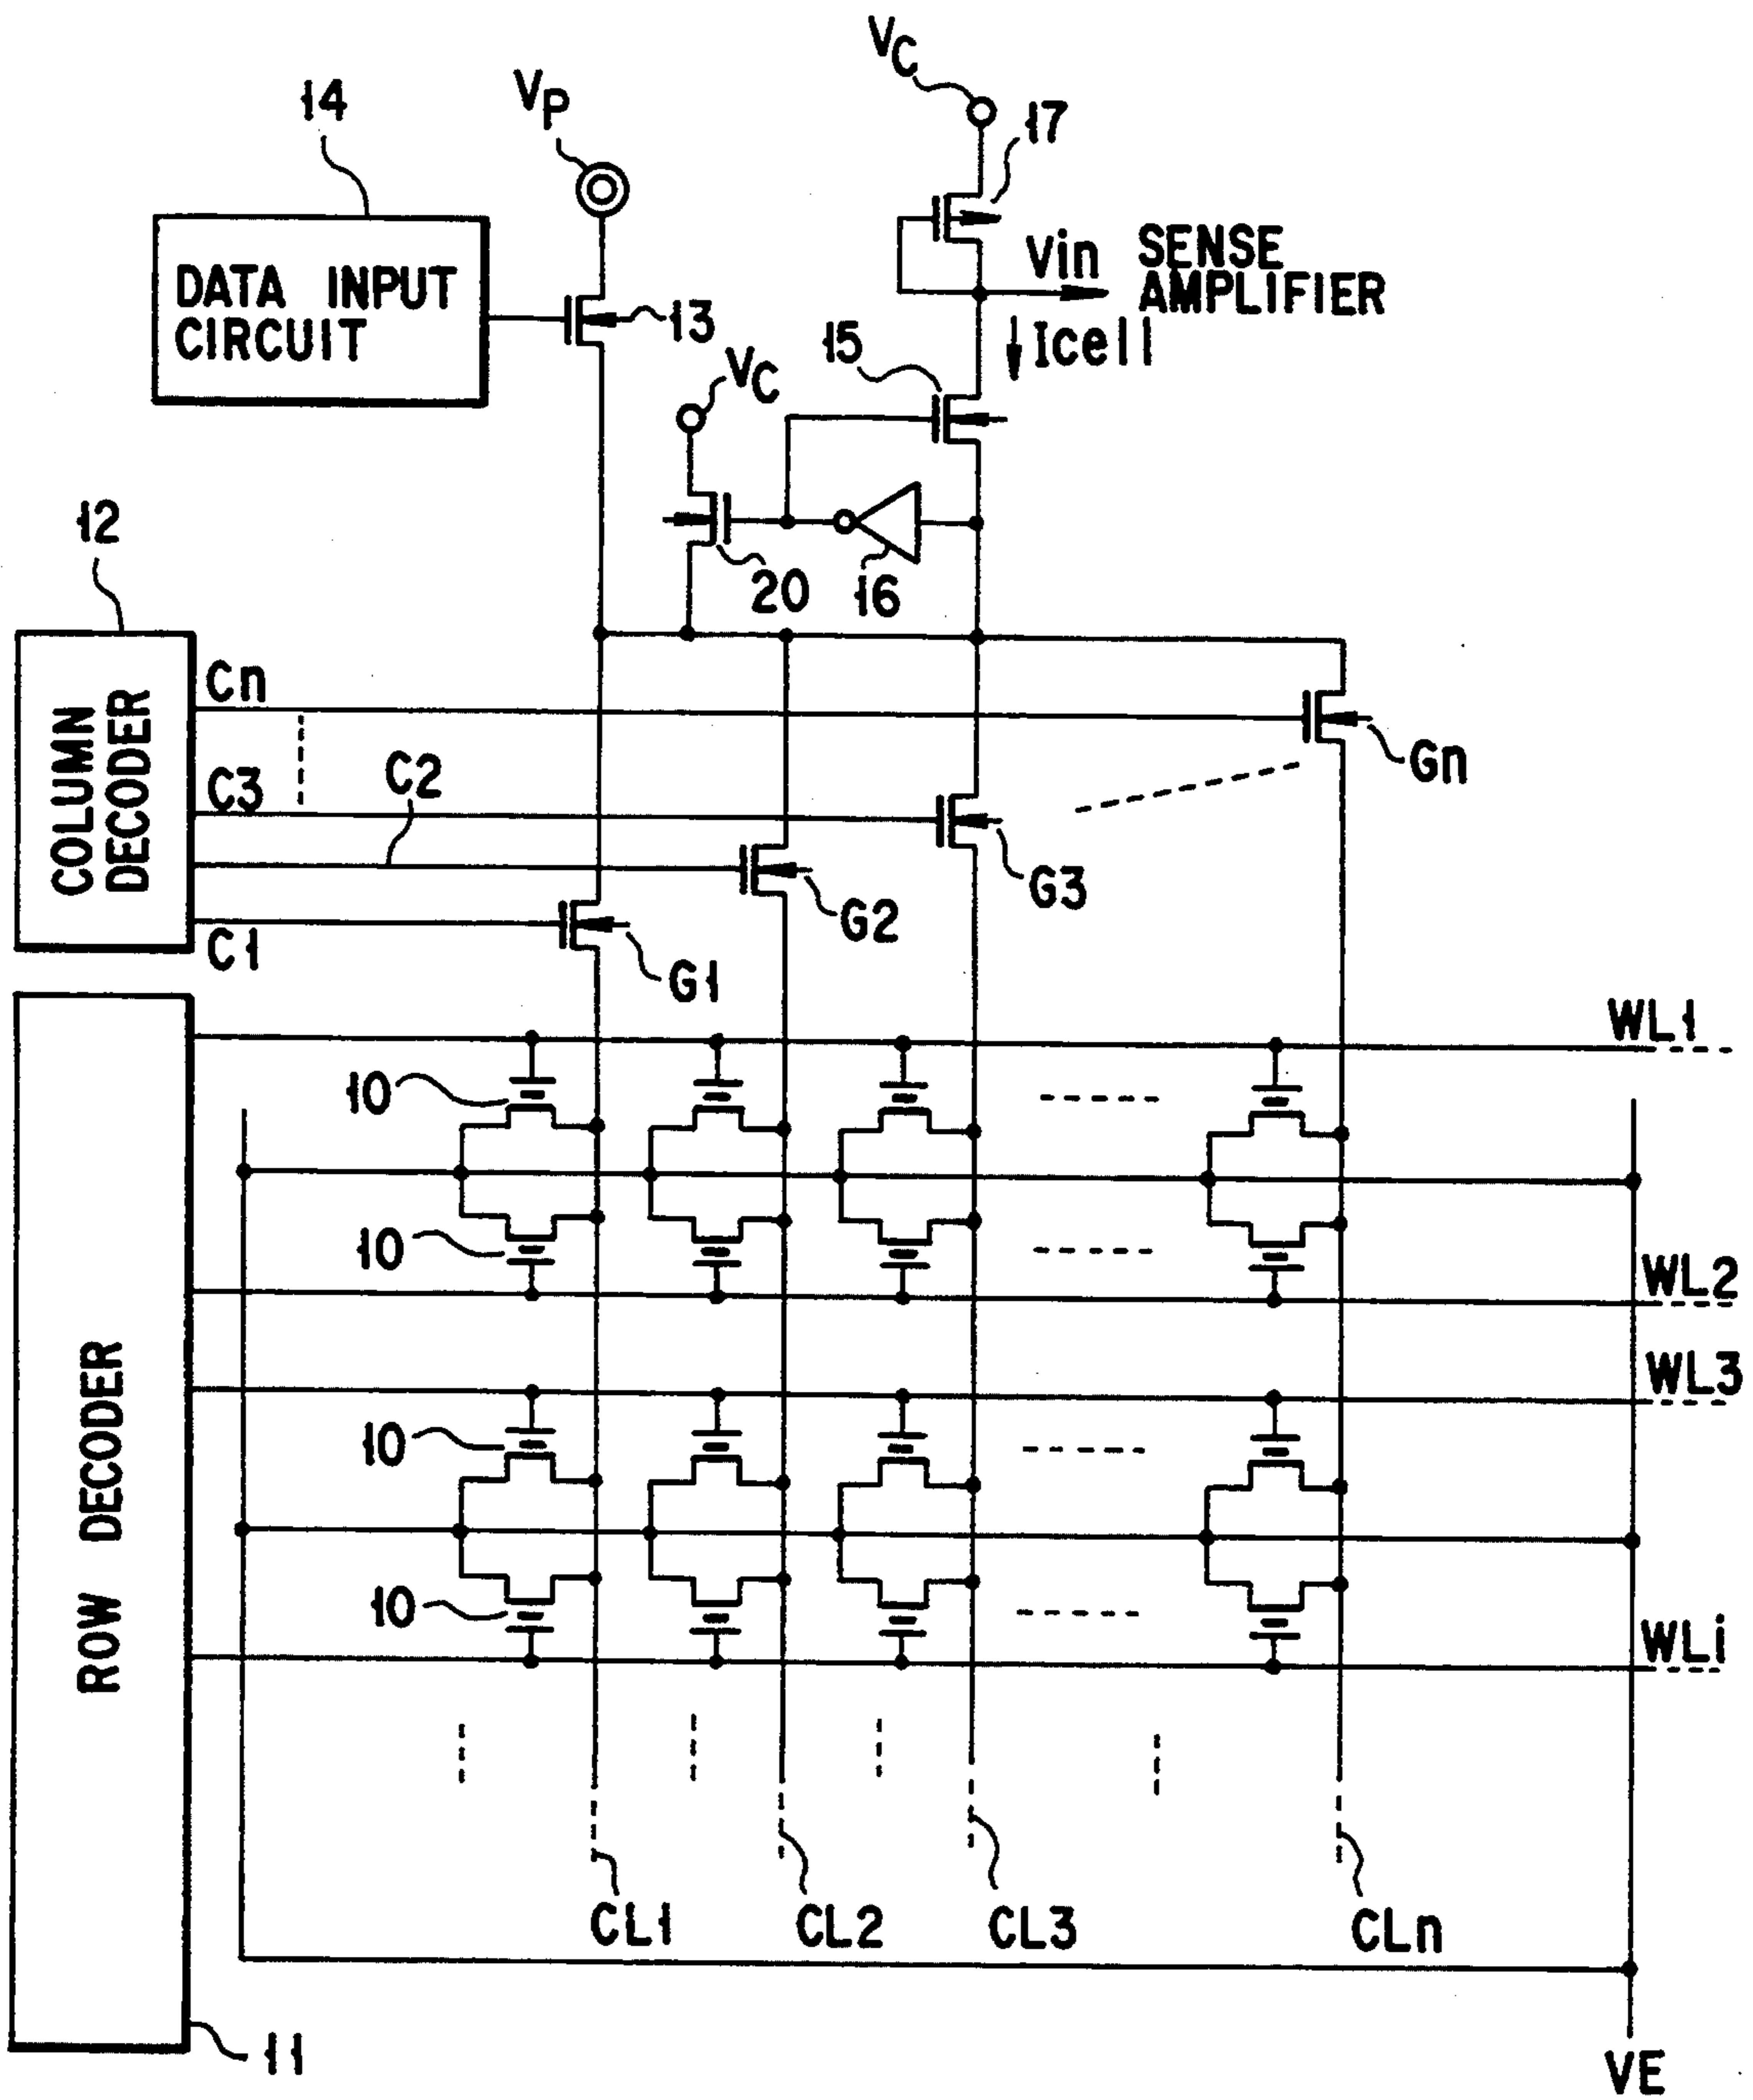 VC
14
VP
17
DATA INPUT
CIRCUIT
13
Vin SENSE
AMPLIFIER
15
Icell
VC
12
20
16
COLUMN
DECODER
Cn
C3
C2
C1
Gn
G3
G2
G1
WL1
10
10
WL2
WL3
10
10
WLi
ROW DECODER
CL1
CL2
CL3
CLn
11
VE